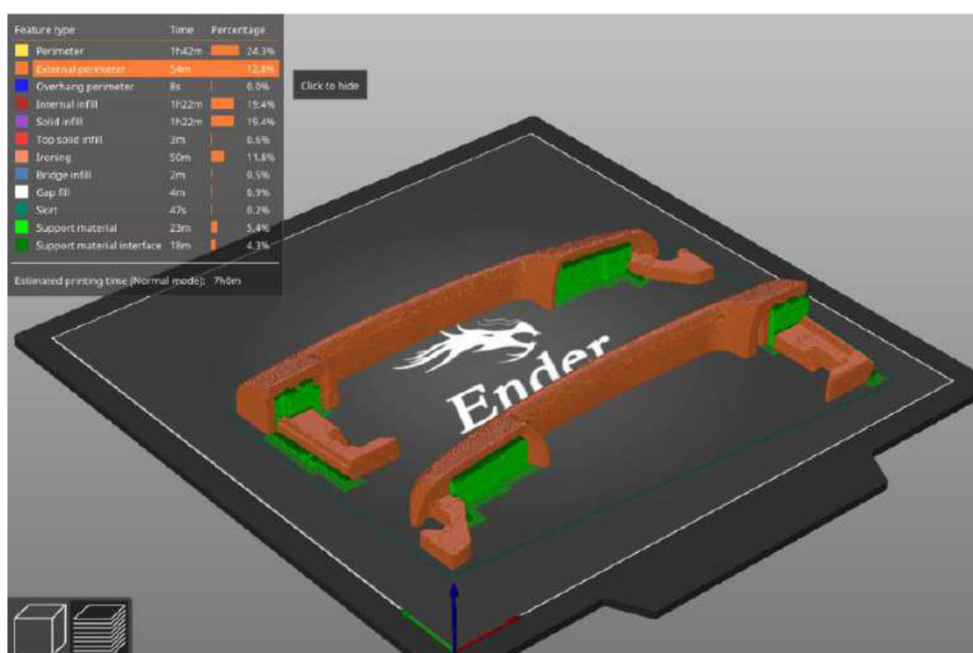 Feature type Time Percentage
Perimeter 1h42m 24.3%
External perimeter 54m 12.8%
Overhang perimeter 8s 0.0%
Internal infill 1h22m 19.4%
Solid infill 1h22m 19.4%
Top solid infill 3m 0.6%
Ironing 50m 11.8%
Bridge infill 2m 0.5%
Gap fill 4m 0.9%
Skirt 47s 0.2%
Support material 23m 5.4%
Support material interface 18m 4.3%
Estimated printing time (Normal mode): 7h0m
Click to hide
Ender